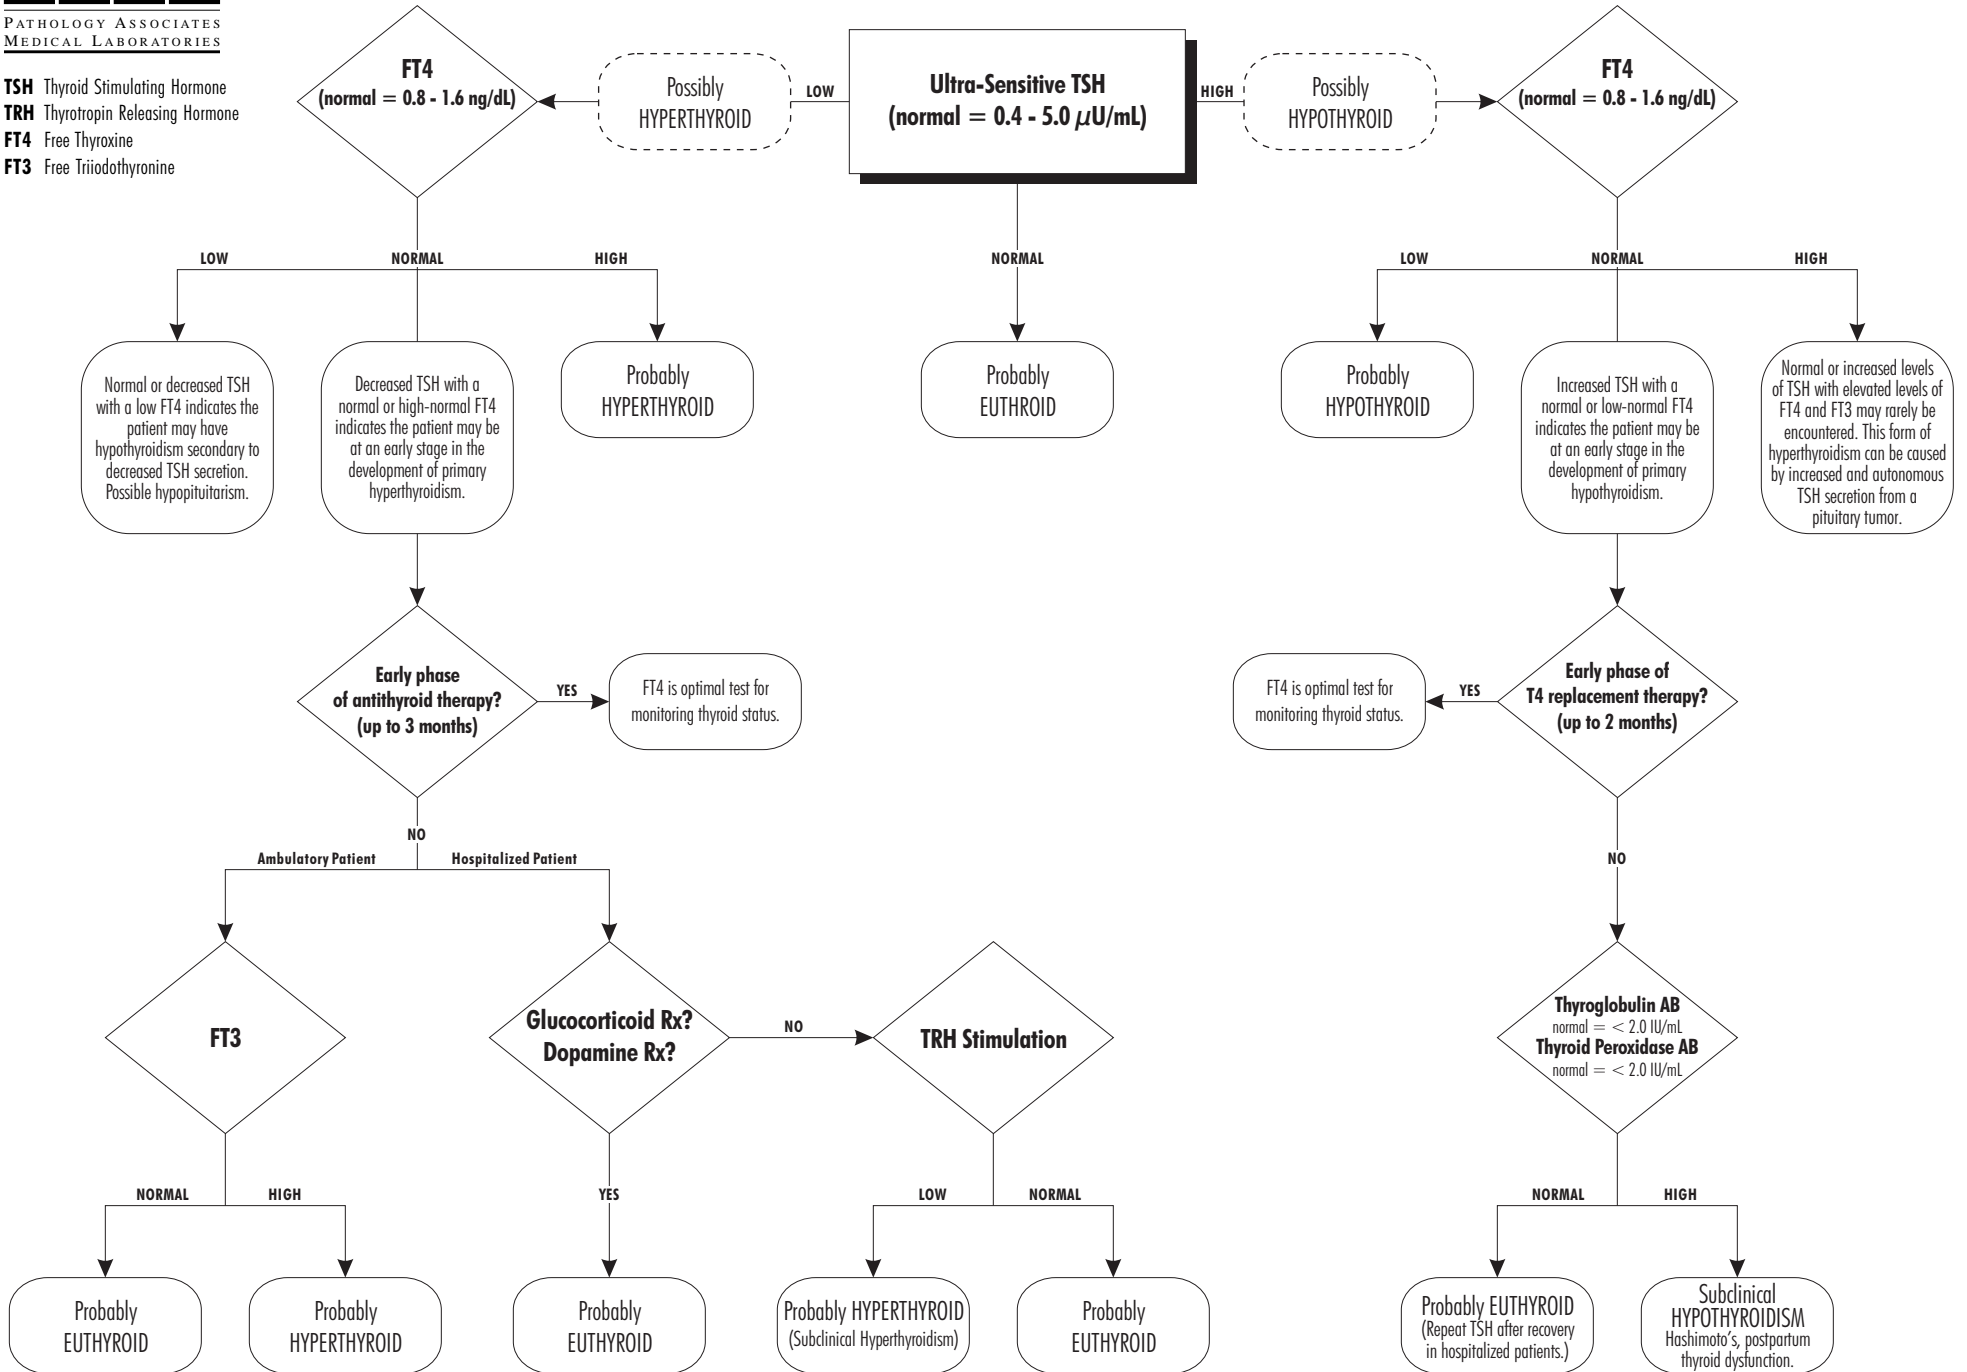 PATHOLOGY ASSOCIATES
MEDICAL LABORATORIES
TSH Thyroid Stimulating Hormone
TRH Thyrotropin Releasing Hormone
FT4 Free Thyroxine
FT3 Free Triiodothyronine
FT4
(normal = 0.8 - 1.6 ng/dL)
Possibly
HYPERTHYROID
LOW
Ultra-Sensitive TSH
(normal = 0.4 - 5.0 µU/mL)
HIGH
Possibly
HYPOTHYROID
FT4
(normal = 0.8 - 1.6 ng/dL)
LOW
NORMAL
HIGH
NORMAL
LOW
NORMAL
HIGH
Normal or decreased TSH
with a low FT4 indicates the
patient may have
hypothyroidism secondary to
decreased TSH secretion.
Possible hypopituitarism.
Decreased TSH with a
normal or high-normal FT4
indicates the patient may be
at an early stage in the
development of primary
hyperthyroidism.
Probably
HYPERTHYROID
Probably
EUTHROID
Probably
HYPOTHYROID
Increased TSH with a
normal or low-normal FT4
indicates the patient may be
at an early stage in the
development of primary
hypothyroidism.
Normal or increased levels
of TSH with elevated levels of
FT4 and FT3 may rarely be
encountered. This form of
hyperthyroidism can be caused
by increased and autonomous
TSH secretion from a
pituitary tumor.
Early phase
of antithyroid therapy?
(up to 3 months)
YES
FT4 is optimal test for
monitoring thyroid status.
FT4 is optimal test for
monitoring thyroid status.
YES
Early phase of
T4 replacement therapy?
(up to 2 months)
NO
Ambulatory Patient
Hospitalized Patient
NO
FT3
Glucocorticoid Rx?
Dopamine Rx?
NO
TRH Stimulation
Thyroglobulin AB
normal = < 2.0 IU/mL
Thyroid Peroxidase AB
normal = < 2.0 IU/mL
NORMAL
HIGH
YES
LOW
NORMAL
NORMAL
HIGH
Probably
EUTHYROID
Probably
HYPERTHYROID
Probably
EUTHYROID
Probably HYPERTHYROID
(Subclinical Hyperthyroidism)
Probably
EUTHYROID
Probably EUTHYROID
(Repeat TSH after recovery
in hospitalized patients.)
Subclinical
HYPOTHYROIDISM
Hashimoto's, postpartum
thyroid dysfunction.